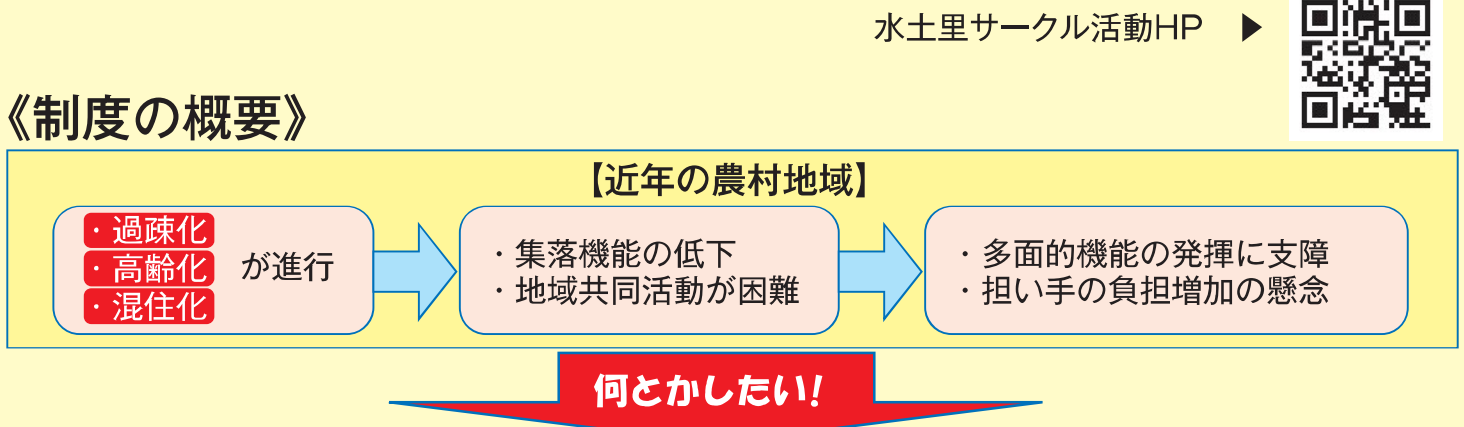 水土里サークル活動HP ▶
《制度の概要》
【近年の農村地域】
・過疎化
・高齢化
・混住化
が進行
・集落機能の低下
・地域共同活動が困難
・多面的機能の発揮に支障
・担い手の負担増加の懸念
何とかしたい!